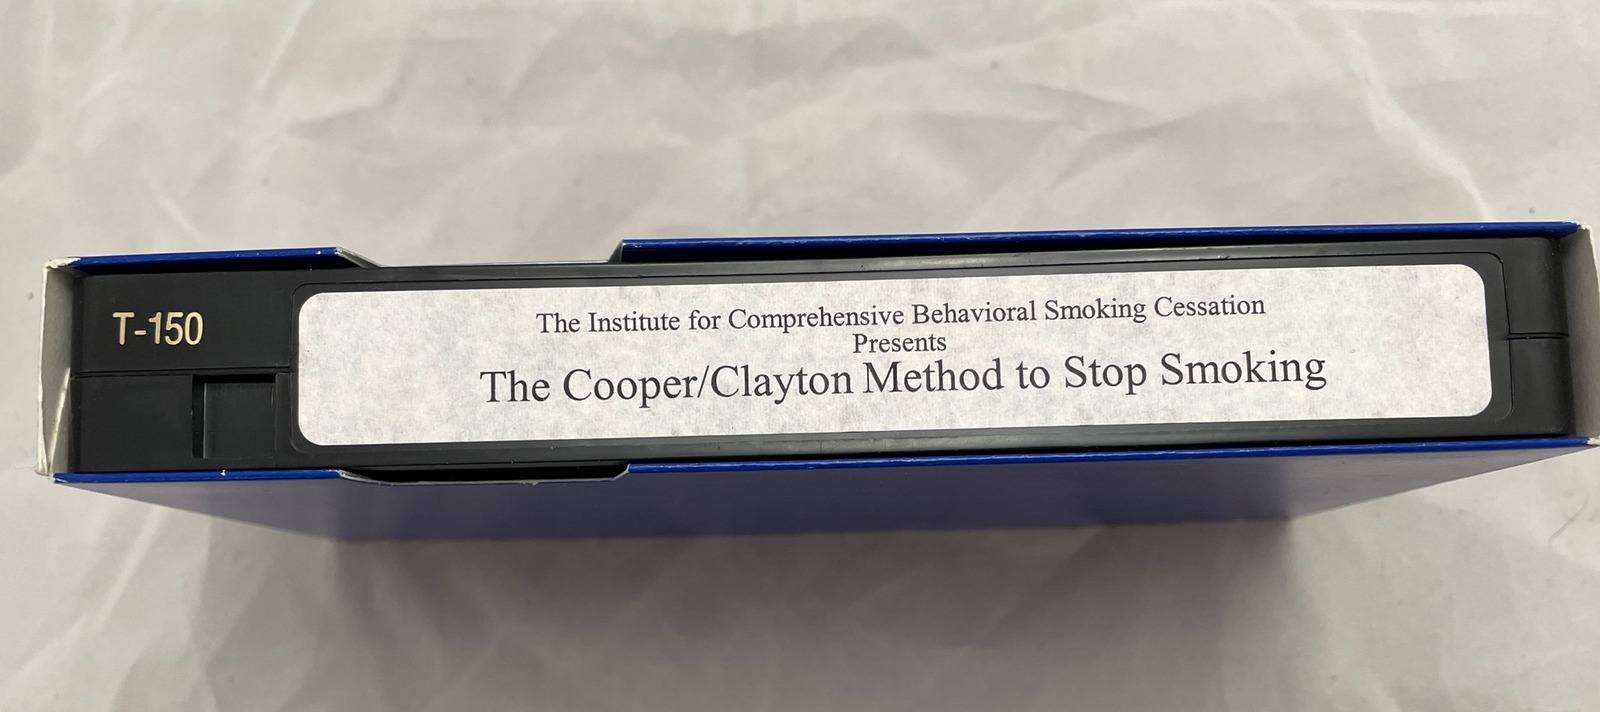 T-150
The Institute for Comprehensive Behavioral Smoking Cessation
Presents
The Cooper/Clayton Method to Stop Smoking